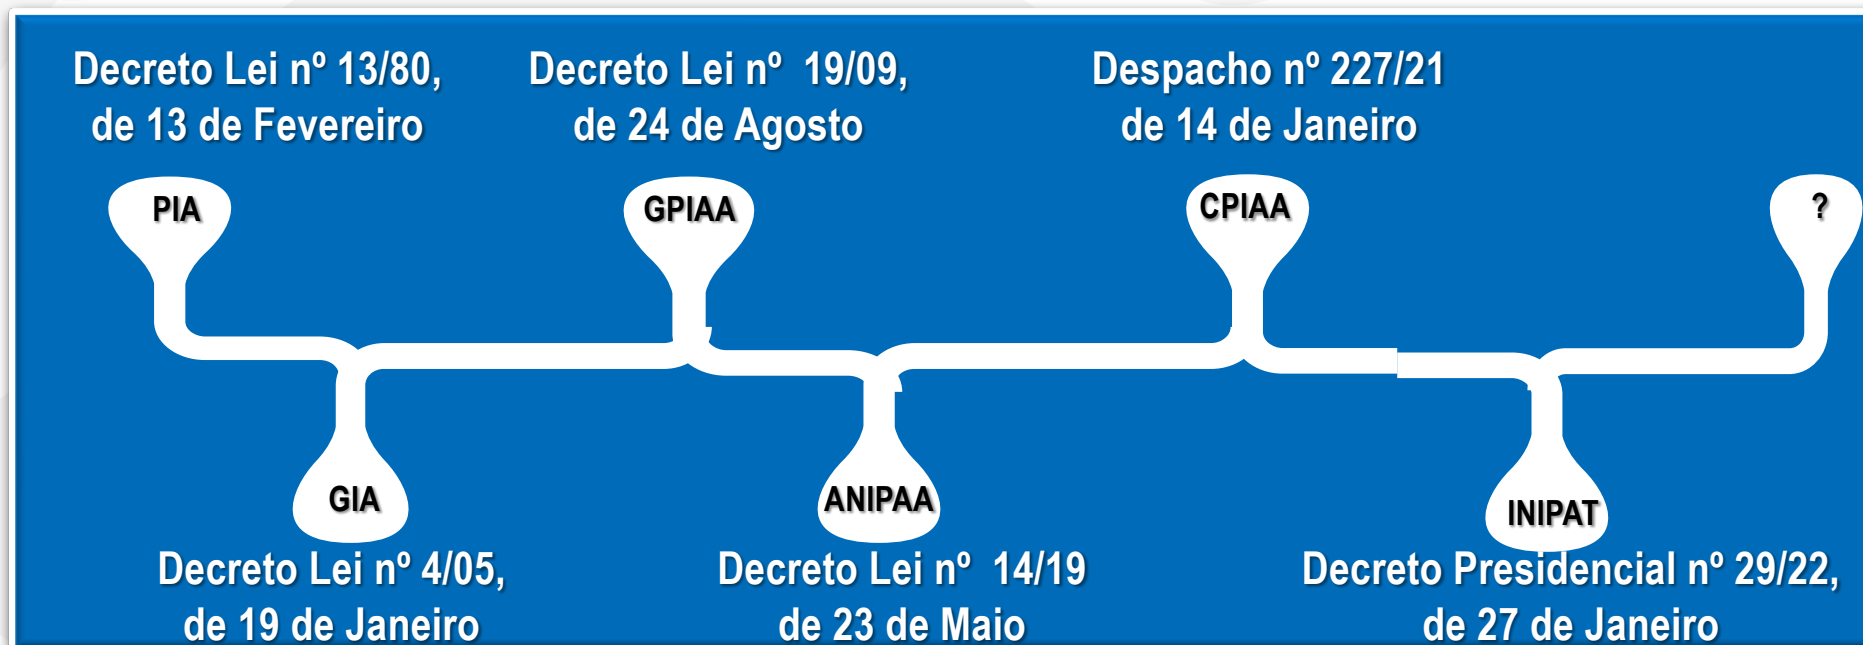 Decreto Lei nº 13/80,
de 13 de Fevereiro
Decreto Lei nº 19/09,
de 24 de Agosto
Despacho nº 227/21
de 14 de Janeiro
PIA
GPIAA
CPIAA
?
GIA
ANIPAA
INIPAT
Decreto Lei nº 4/05,
de 19 de Janeiro
Decreto Lei nº 14/19
de 23 de Maio
Decreto Presidencial nº 29/22,
de 27 de Janeiro